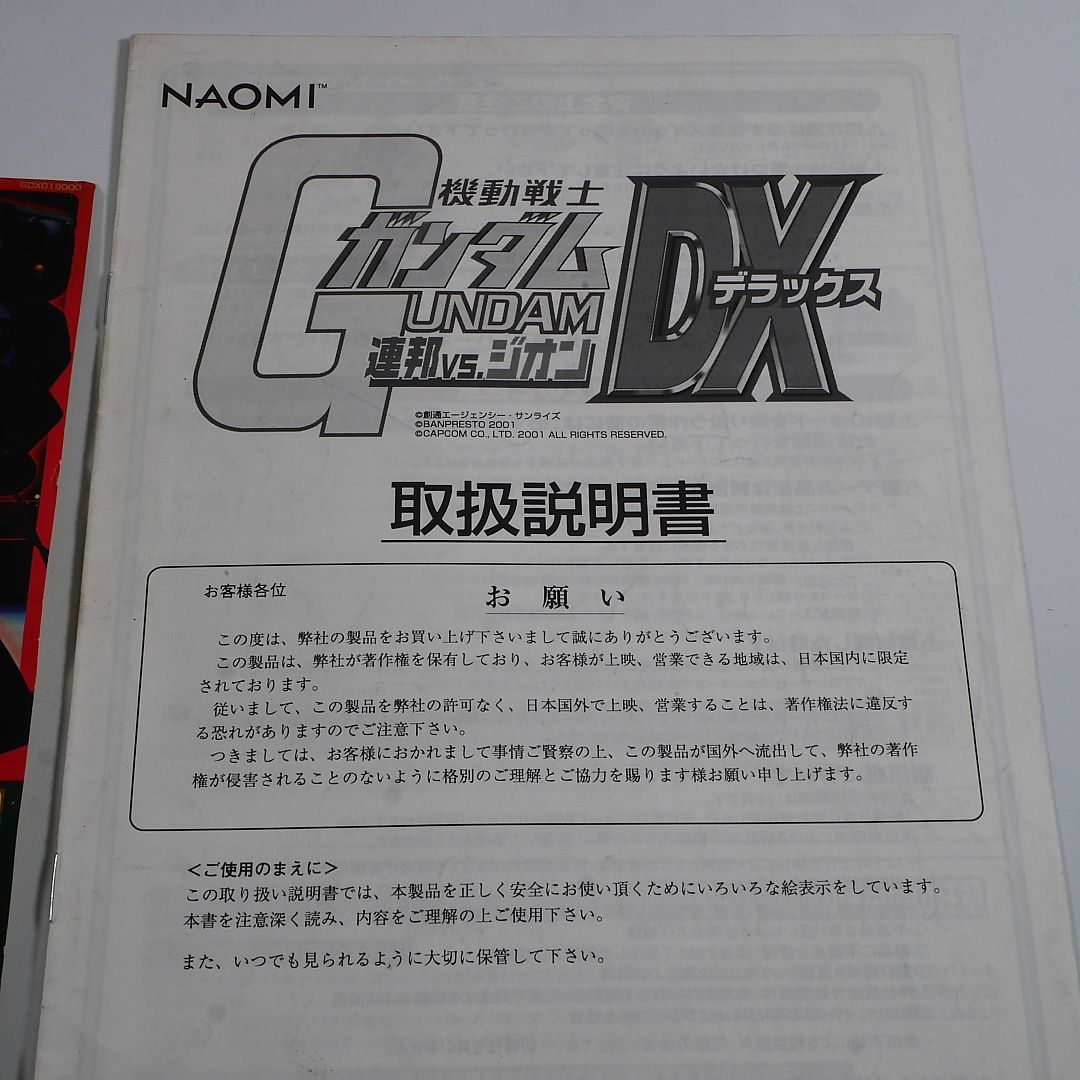 NAOMI™
GDX019000
機動戦士
ガンダム
GUNDAM
DX
デラックス
連邦VS.ジオン
©創通エージェンシー・サンライズ
©BANPRESTO 2001
©CAPCOM CO., LTD. 2001 ALL RIGHTS RESERVED.
取扱説明書
お客様各位
お願い
この度は、弊社の製品をお買い上げ下さいまして誠にありがとうございます。
この製品は、弊社が著作権を保有しており、お客様が上映、営業できる地域は、日本国内に限定
されております。
従いまして、この製品を弊社の許可なく、日本国外で上映、営業することは、著作権法に違反す
る恐れがありますのでご注意下さい。
つきましては、お客様におかれまして事情ご賢察の上、この製品が国外へ流出して、弊社の著作
権が侵害されることのないように格別のご理解とご協力を賜ります様お願い申し上げます。
＜ご使用のまえに＞
この取り扱い説明書では、本製品を正しく安全にお使い頂くためにいろいろな絵表示をしています。
本書を注意深く読み、内容をご理解の上ご使用下さい。
また、いつでも見られるように大切に保管して下さい。